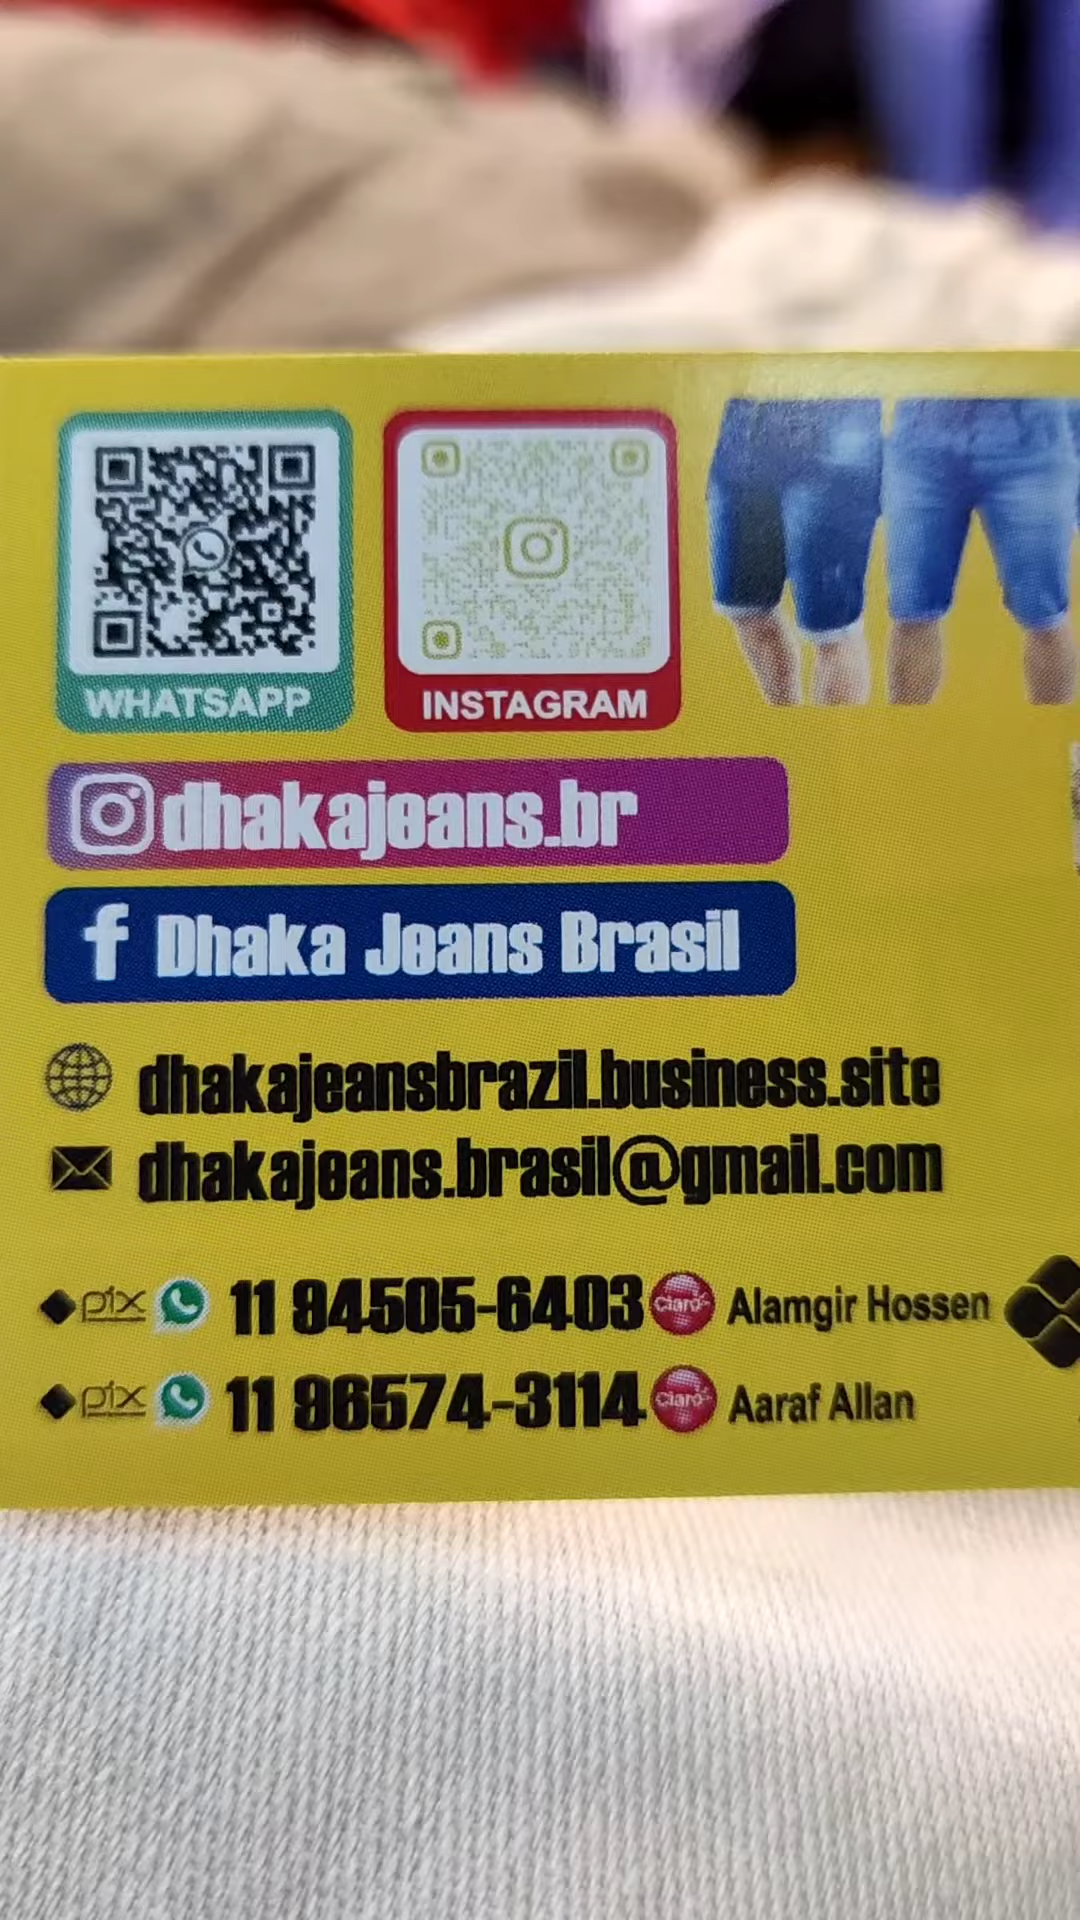 WHATSAPP
INSTAGRAM
dhakajeans.br
f Dhaka Jeans Brasil
dhakajeansbrazil.business.site
dhakajeans.brasil@gmail.com
pix 11 94505-6403 Claro Alamgir Hossen
pix 11 96574-3114 Claro Aaraf Allan